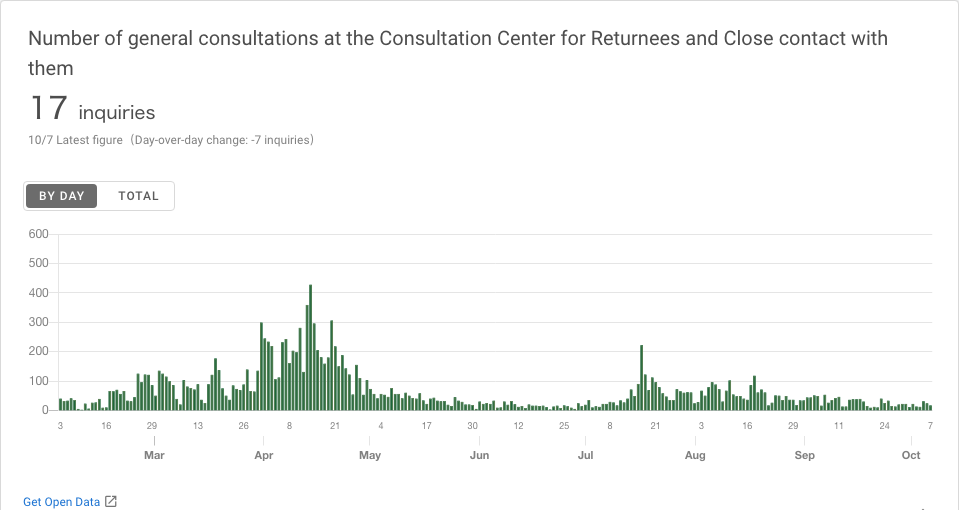 Number of general consultations at the Consultation Center for Returnees and Close contact with
them
17 inquiries
10/7 Latest figure（Day-over-day change: -7 inquiries）
BY DAY TOTAL
600
500
400
300
200
100
0
3 16 29 13 26 8 21 4 17 30 12 25 8 21 3 16 29 11 24 7
Mar Apr May Jun Jul Aug Sep Oct
Get Open Data